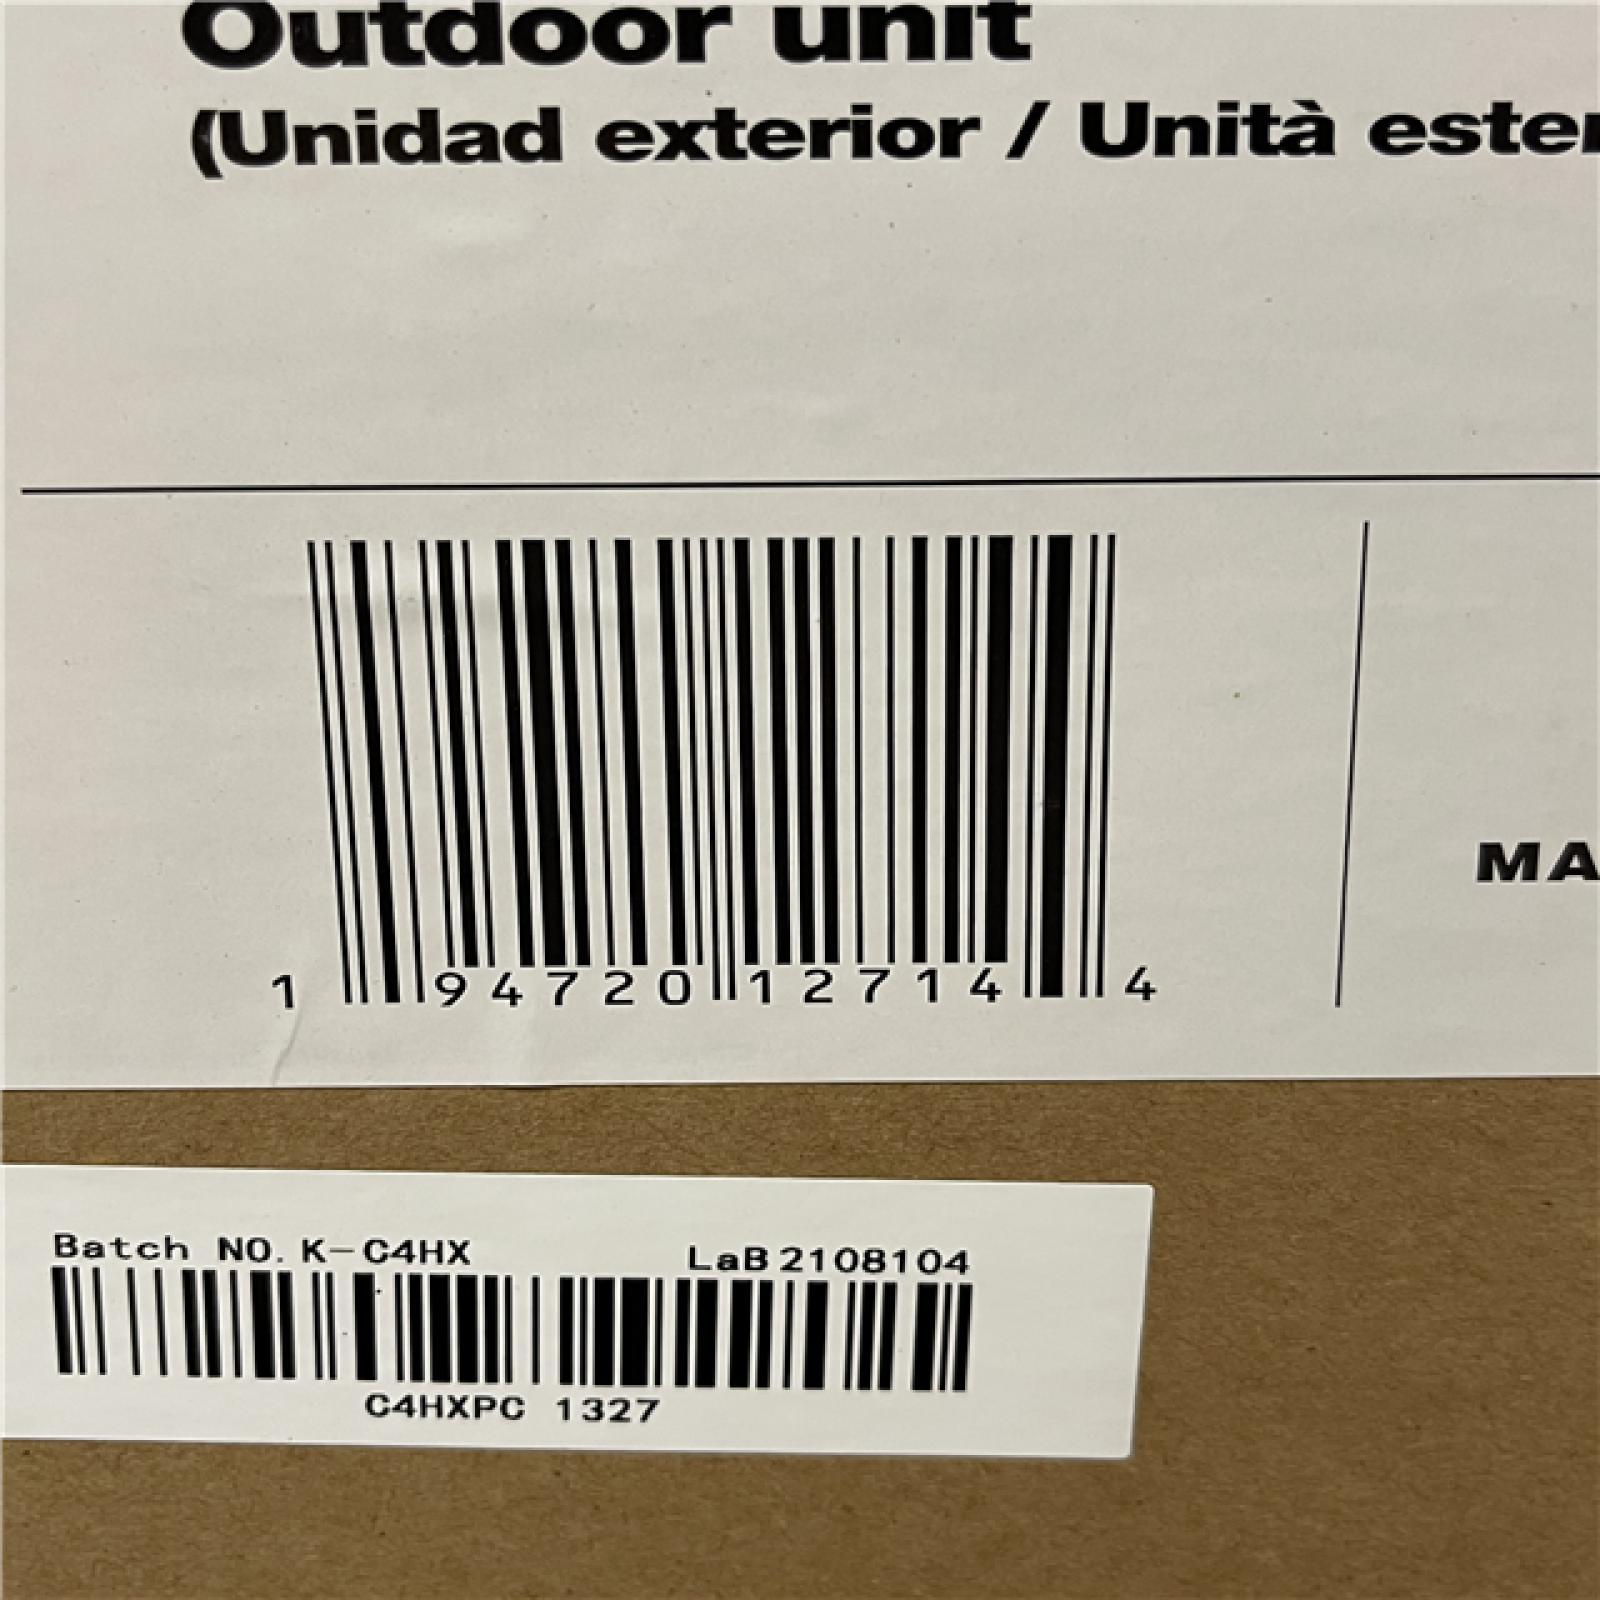 Outdoor unit
(Unidad exterior / Unità ester
1 94720 12714 4
MA
Batch NO. K-C4HX LaB2108104
C4HXPC 1327